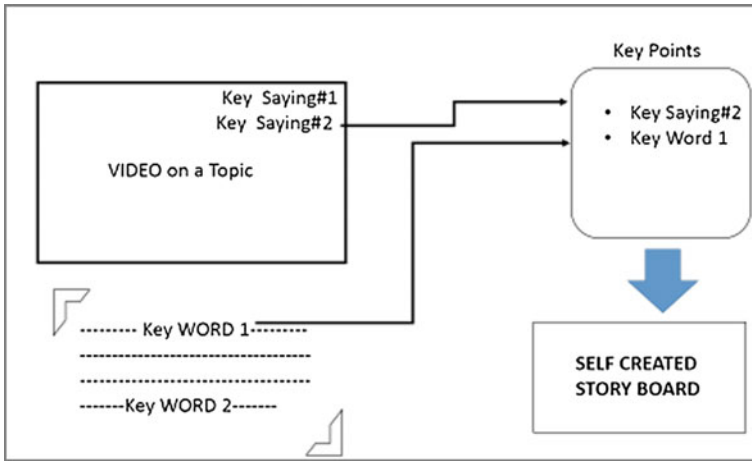 Key Points
Key Saying#1
Key Saying#2
VIDEO on a Topic
• Key Saying#2
• Key Word 1
--------- Key WORD 1---------
-------Key WORD 2-------
SELF CREATED
STORY BOARD